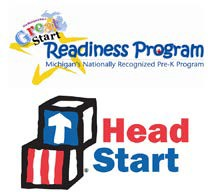 Great
Start
Readiness Program
Michigan's Nationally Recognized Pre-K Program
Head
Start
®